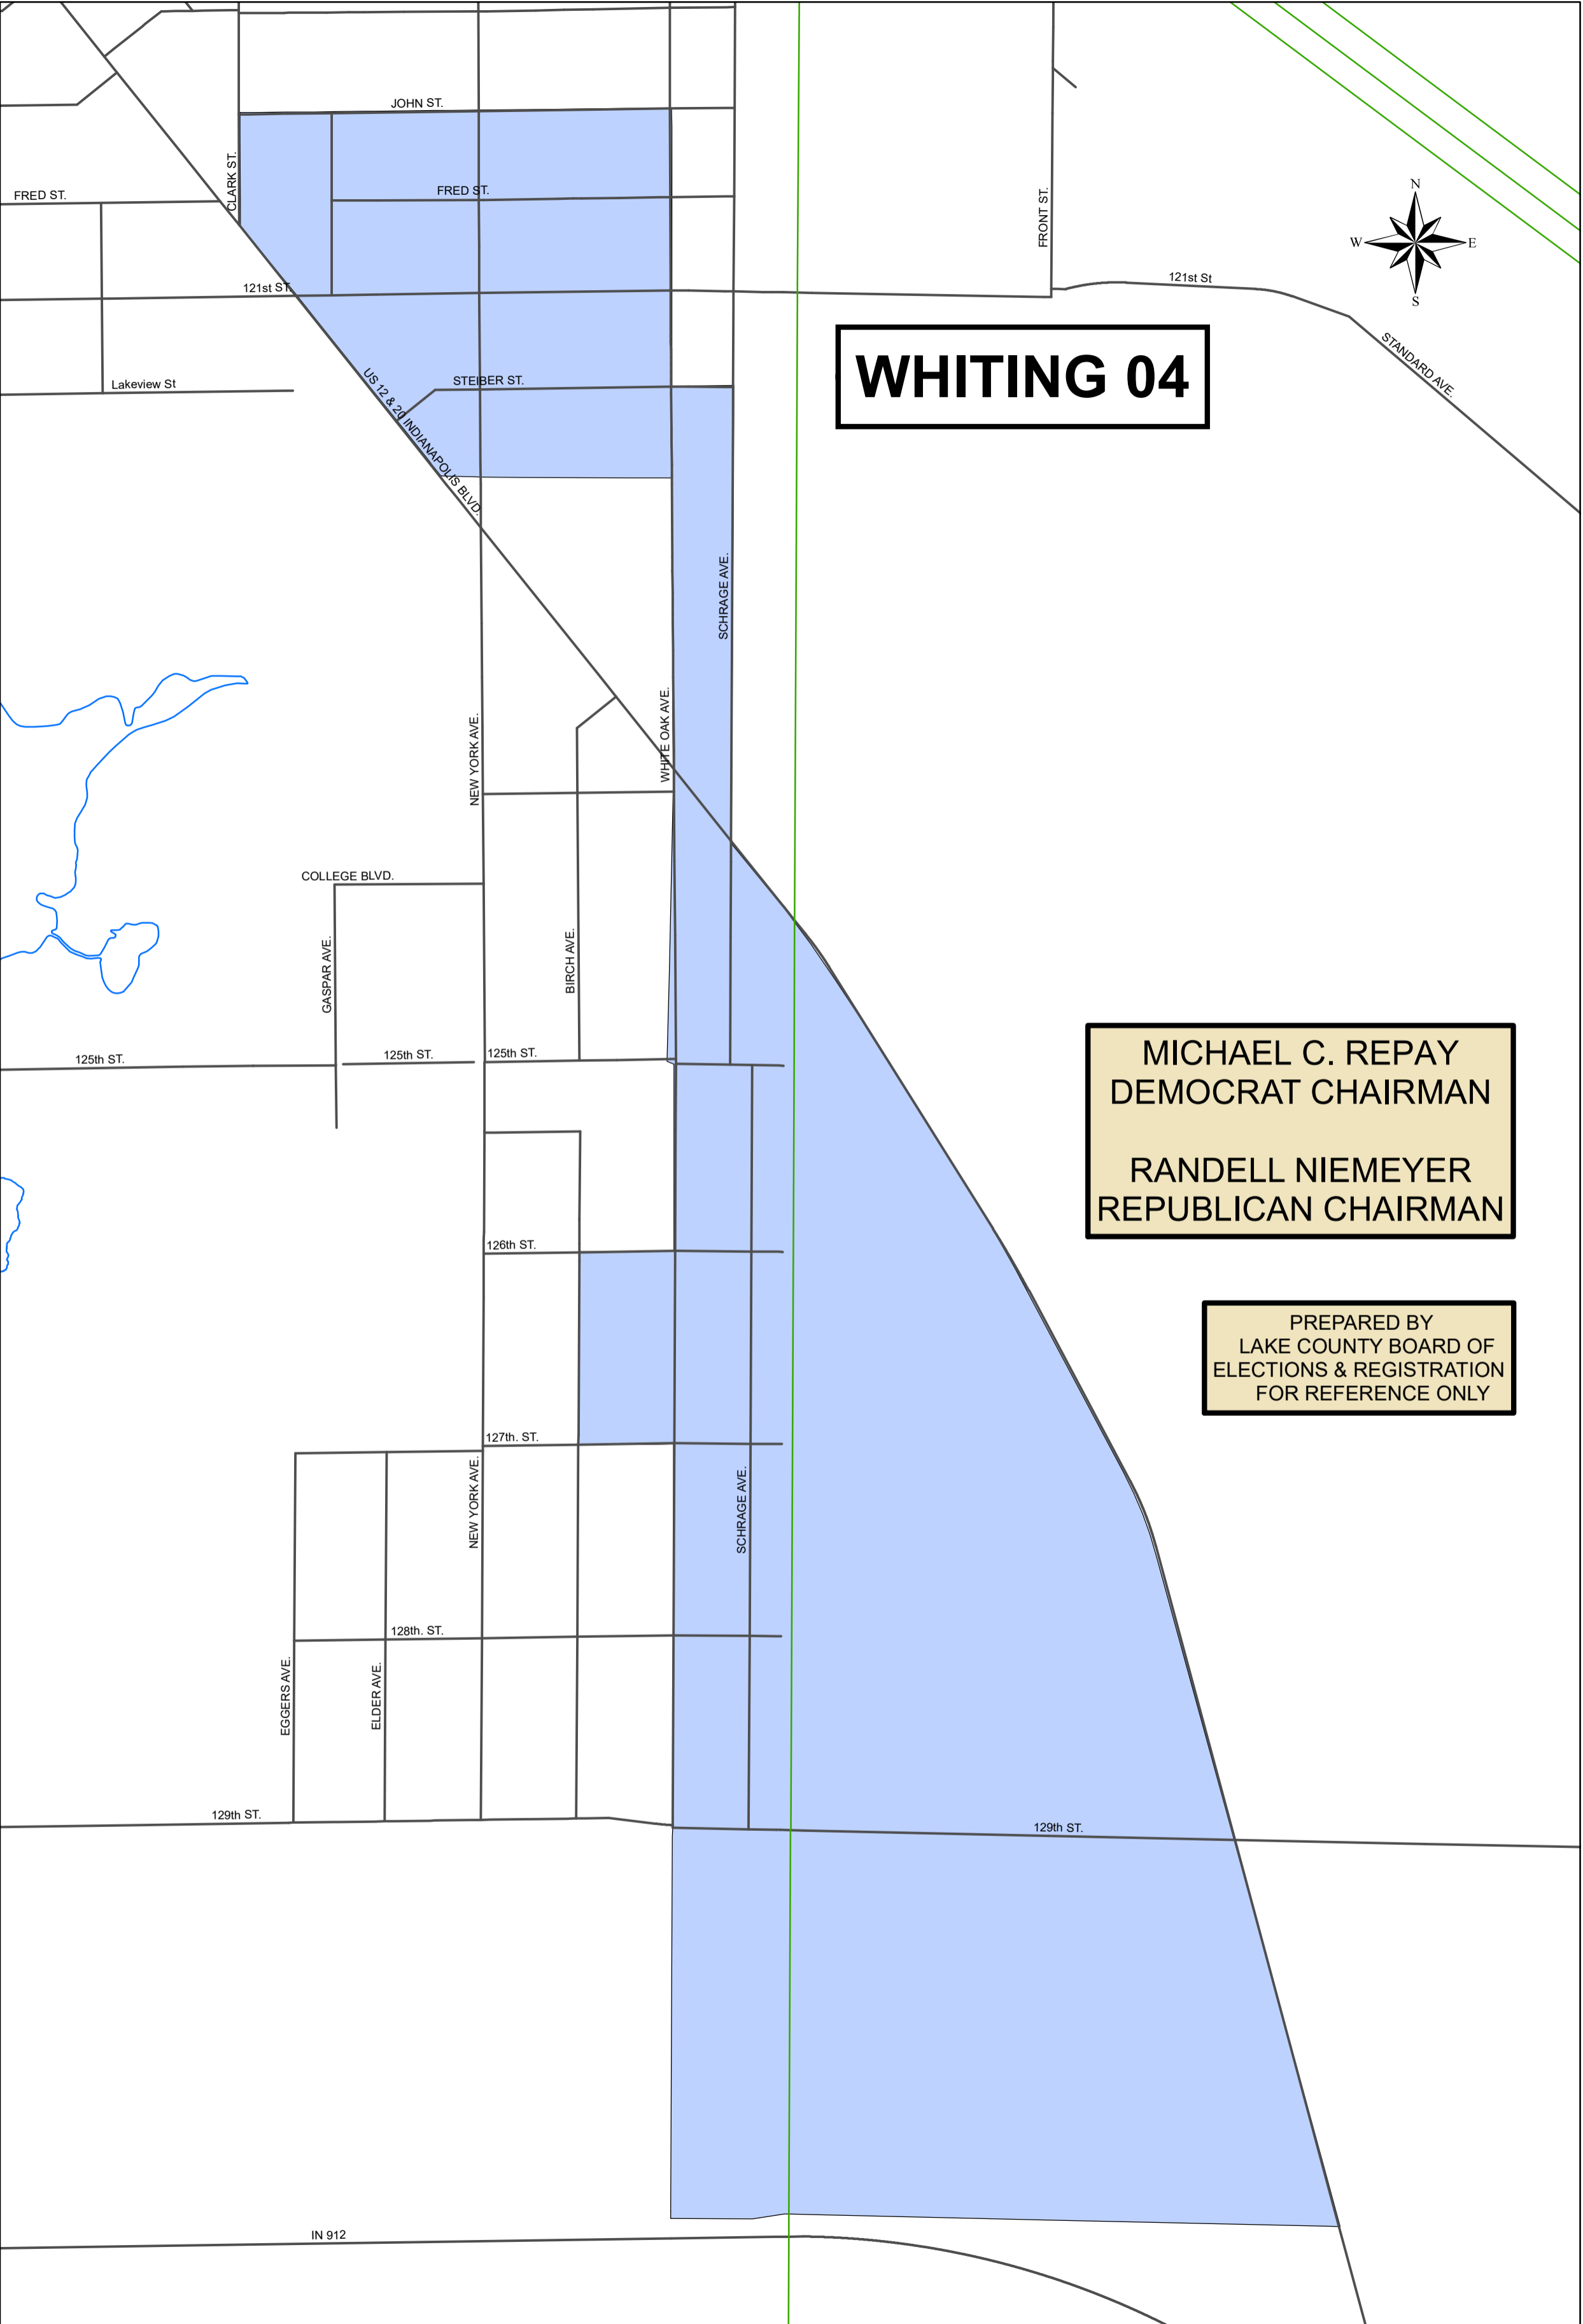 JOHN ST.
CLARK ST.
FRED ST.
FRED ST.
FRONT ST.
N
W
E
S
121st ST.
121st St
WHITING 04
STANDARD AVE.
Lakeview St
STEIBER ST.
US 12 & 20 INDIANAPOLIS BLVD.
SCHRAGE AVE.
NEW YORK AVE.
WHITE OAK AVE.
COLLEGE BLVD.
GASPAR AVE.
BIRCH AVE.
125th ST.
125th ST.
125th ST.
MICHAEL C. REPAY
DEMOCRAT CHAIRMAN
RANDELL NIEMEYER
REPUBLICAN CHAIRMAN
126th ST.
PREPARED BY
LAKE COUNTY BOARD OF
ELECTIONS & REGISTRATION
FOR REFERENCE ONLY
127th. ST.
NEW YORK AVE.
SCHRAGE AVE.
128th. ST.
EGGERS AVE.
ELDER AVE.
129th ST.
129th ST.
IN 912